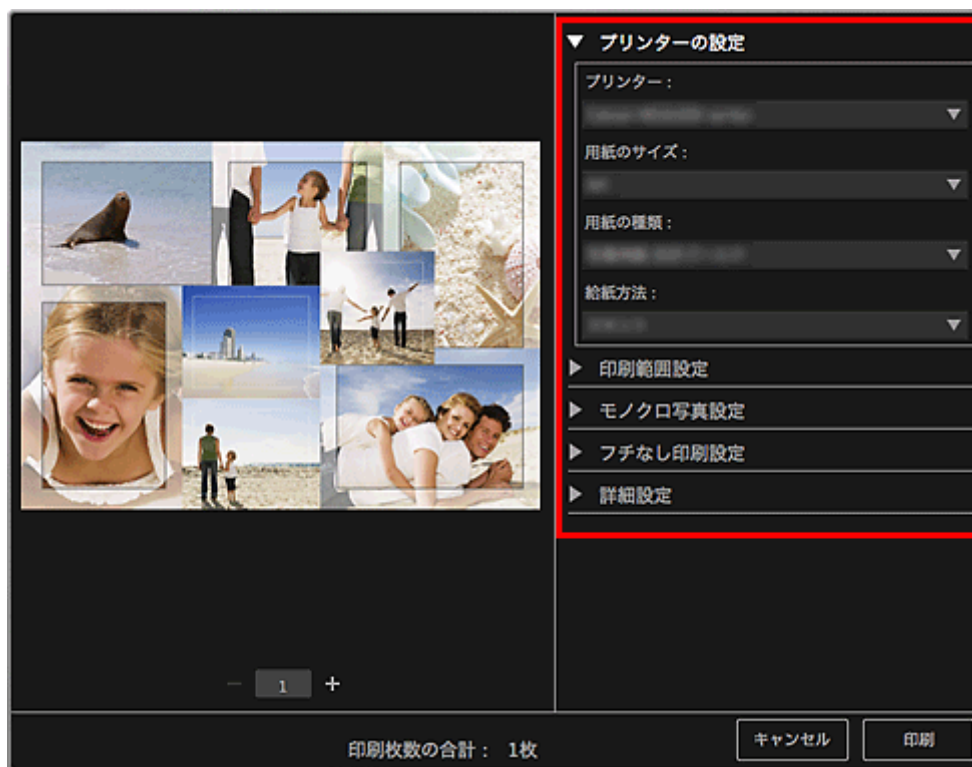 プリンターの設定
プリンター：
用紙のサイズ：
用紙の種類：
給紙方法：
印刷範囲設定
モノクロ写真設定
フチなし印刷設定
詳細設定
1
印刷枚数の合計： 1枚
キャンセル
印刷